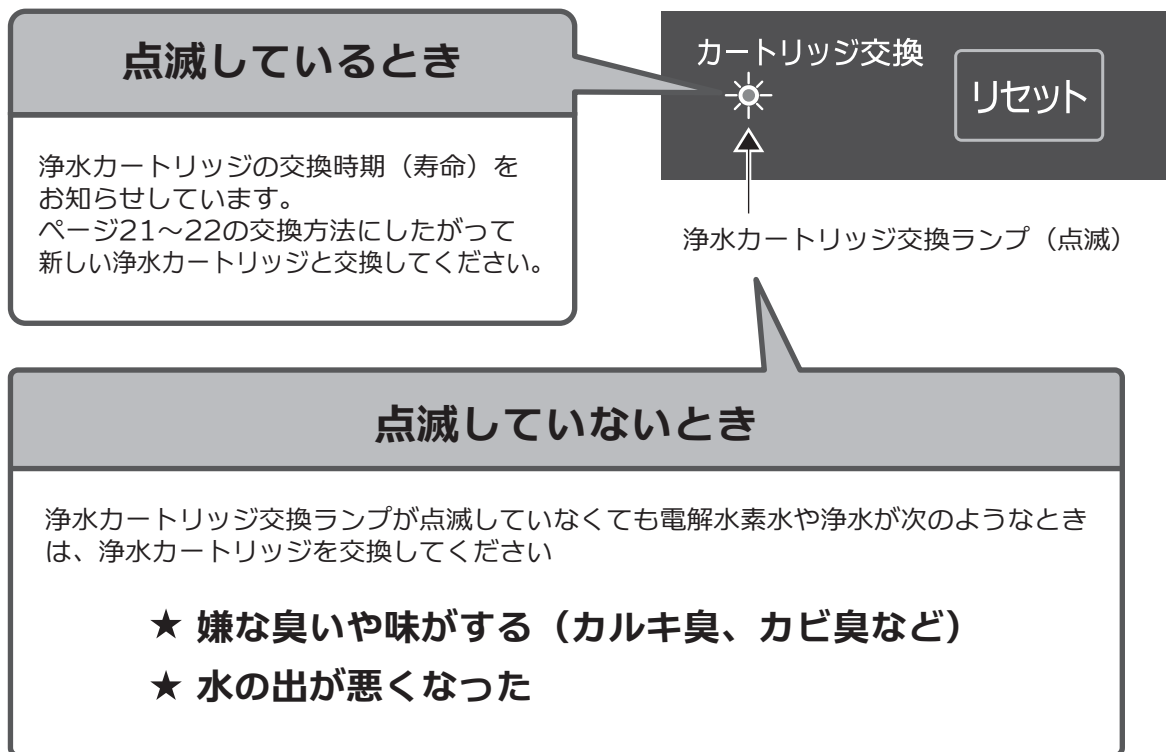 点滅しているとき
浄水カートリッジの交換時期（寿命）を
お知らせしています。
ページ21～22の交換方法にしたがって
新しい浄水カートリッジと交換してください。
カートリッジ交換
リセット
浄水カートリッジ交換ランプ（点滅）
点滅していないとき
浄水カートリッジ交換ランプが点滅していなくても電解水素水や浄水が次のようなとき
は、浄水カートリッジを交換してください
★ 嫌な臭いや味がする（カルキ臭、カビ臭など）
★ 水の出が悪くなった